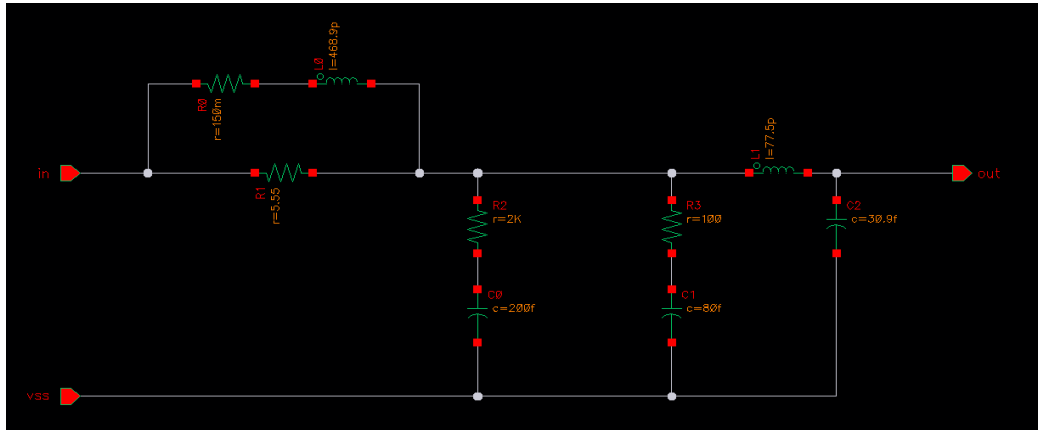 L0
l=468.9p
R0
r=150m
in
R1
r=5.55
L1
l=77.5p
out
R2
r=2K
R3
r=100
C2
c=30.9f
C0
c=200f
C1
c=80f
vss